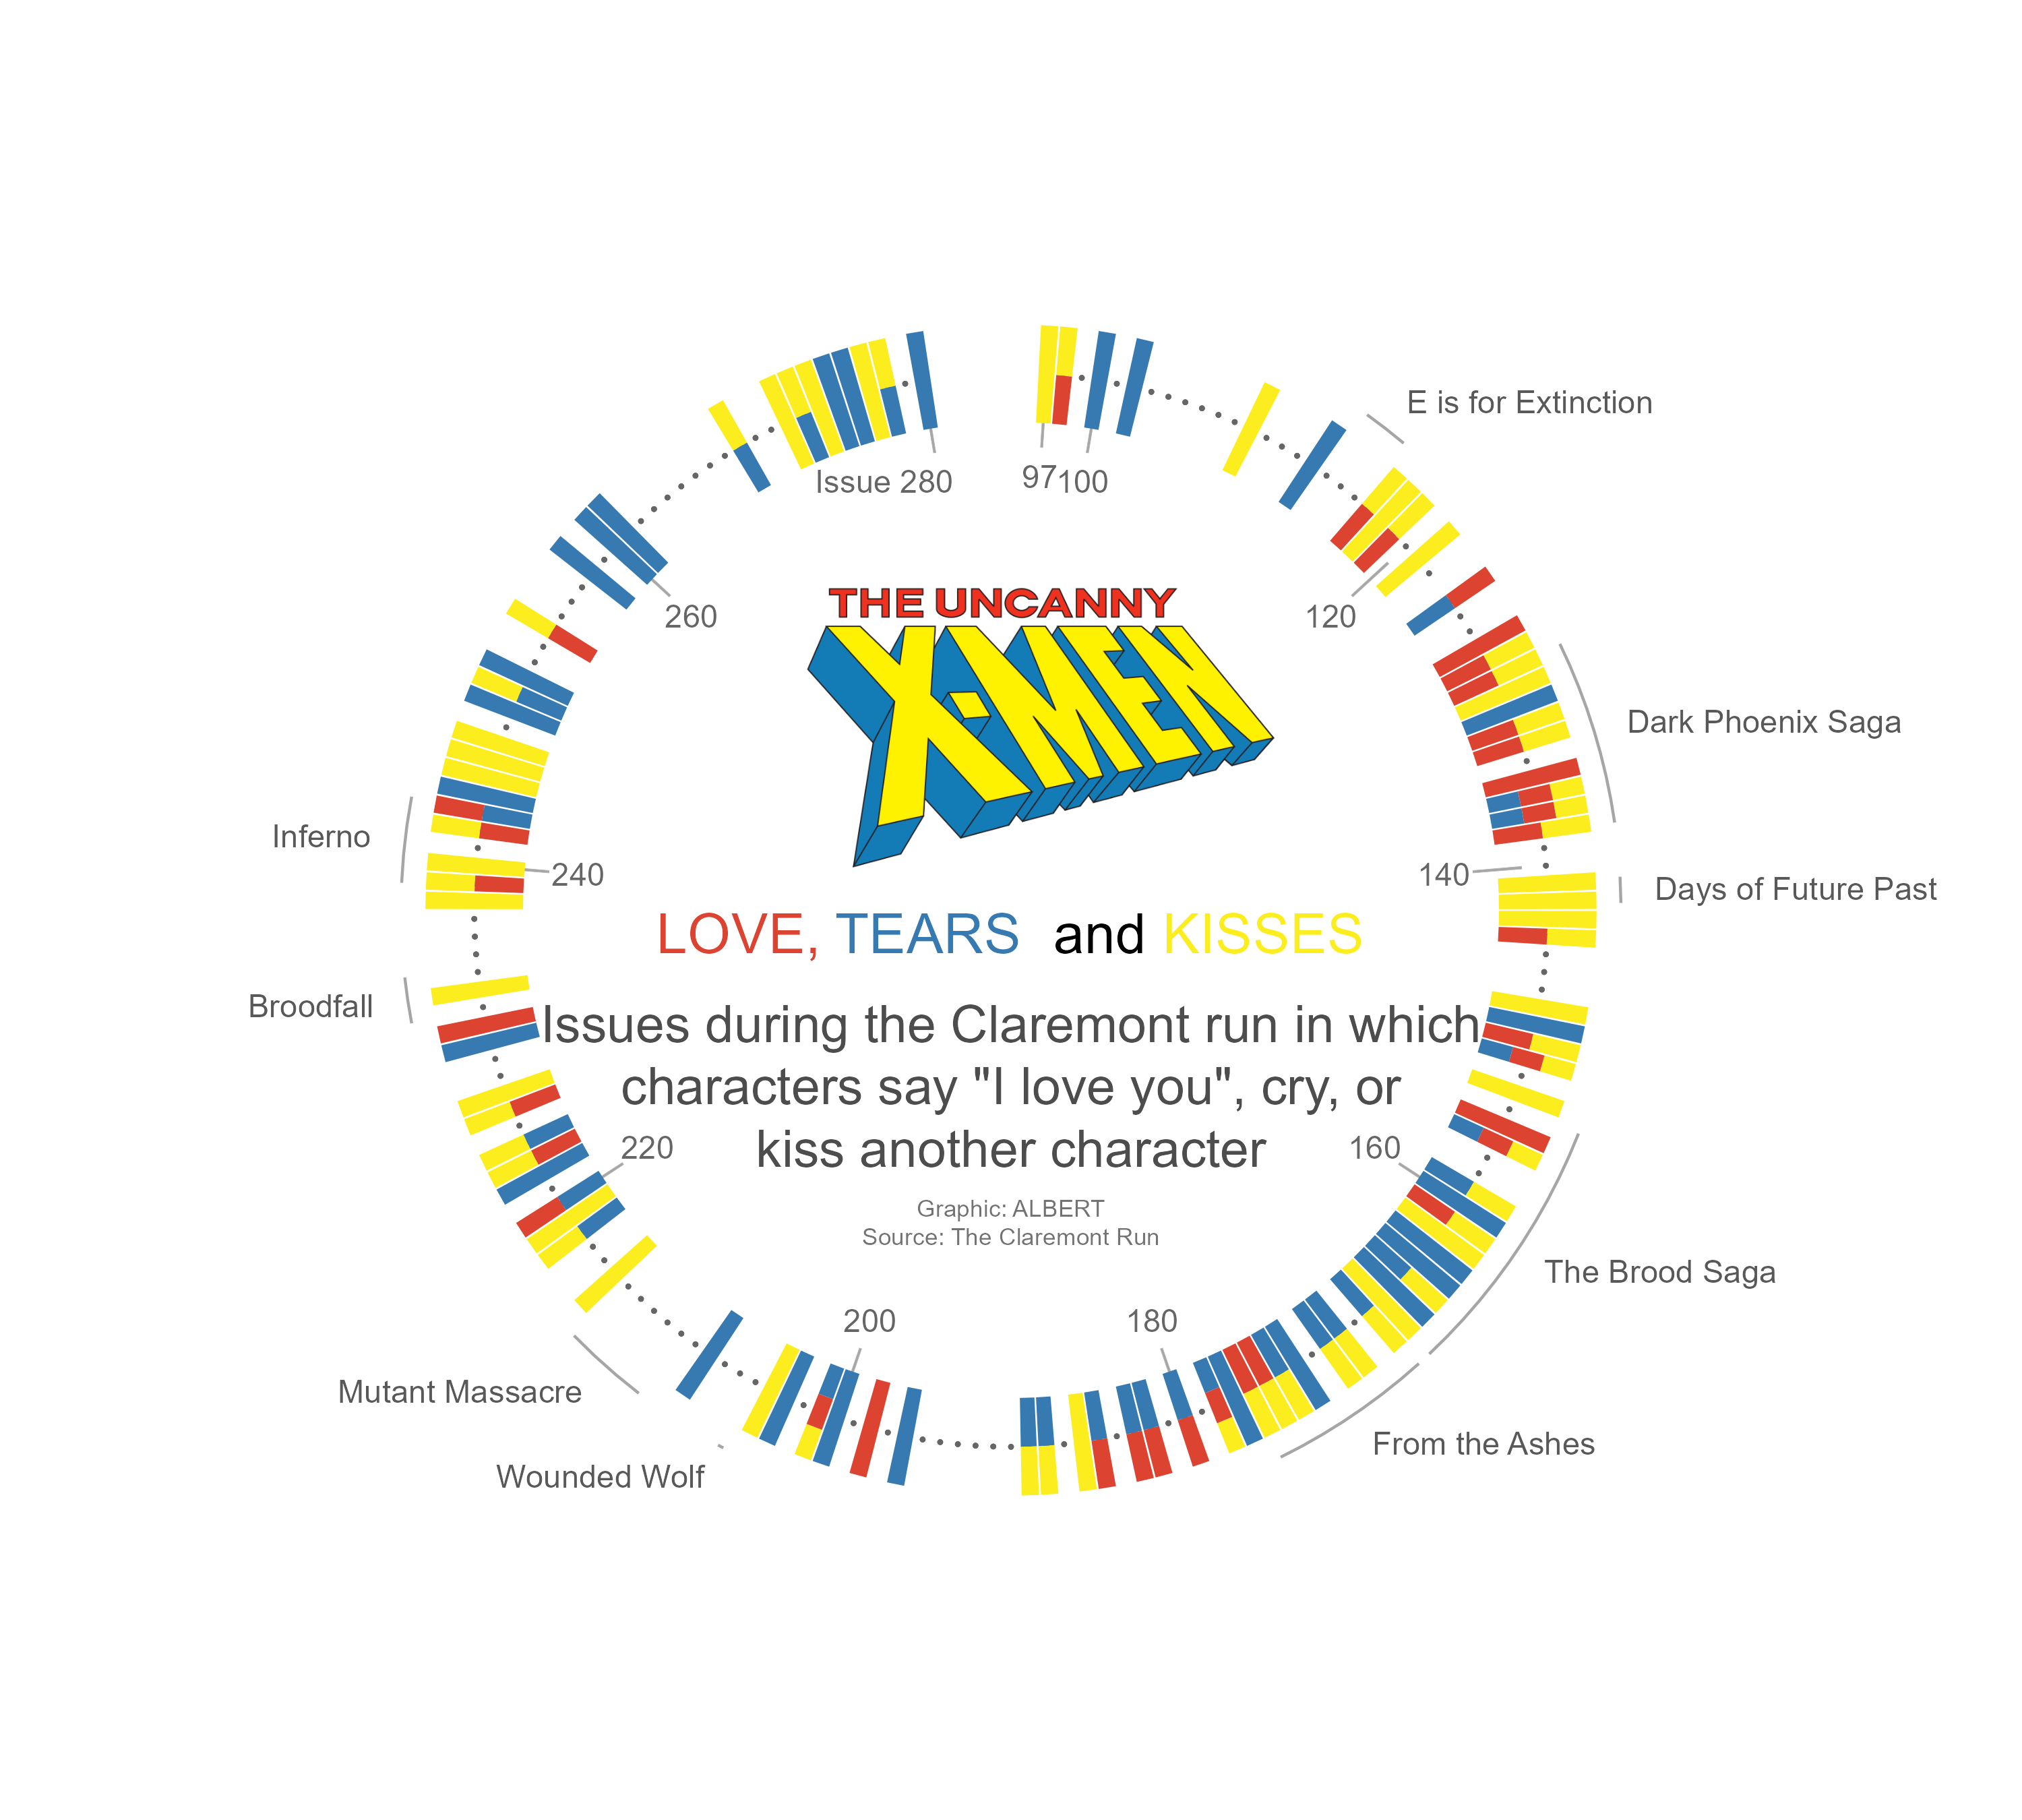 E is for Extinction
Issue 280
97
100
THE UNCANNY
X-MEN
260
120
Dark Phoenix Saga
Inferno
240
140
Days of Future Past
LOVE, TEARS and KISSES
Broodfall
Issues during the Claremont run in which
characters say "I love you", cry, or
kiss another character
220
160
Graphic: ALBERT
Source: The Claremont Run
The Brood Saga
200
180
Mutant Massacre
From the Ashes
Wounded Wolf